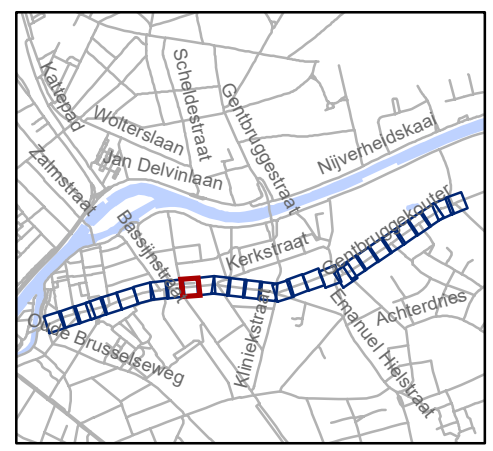 Kattepad
Scheldestraat
Gentbruggestraat
Wolterslaan
Nijverheidskaai
Jan Delvinlaan
Zalmstraat
Bassijnstraat
Gentbruggekouter
Kerkstraat
Achterdries
Emanuel Hielstraat
Kliniekstraat
Oude Brusselseweg